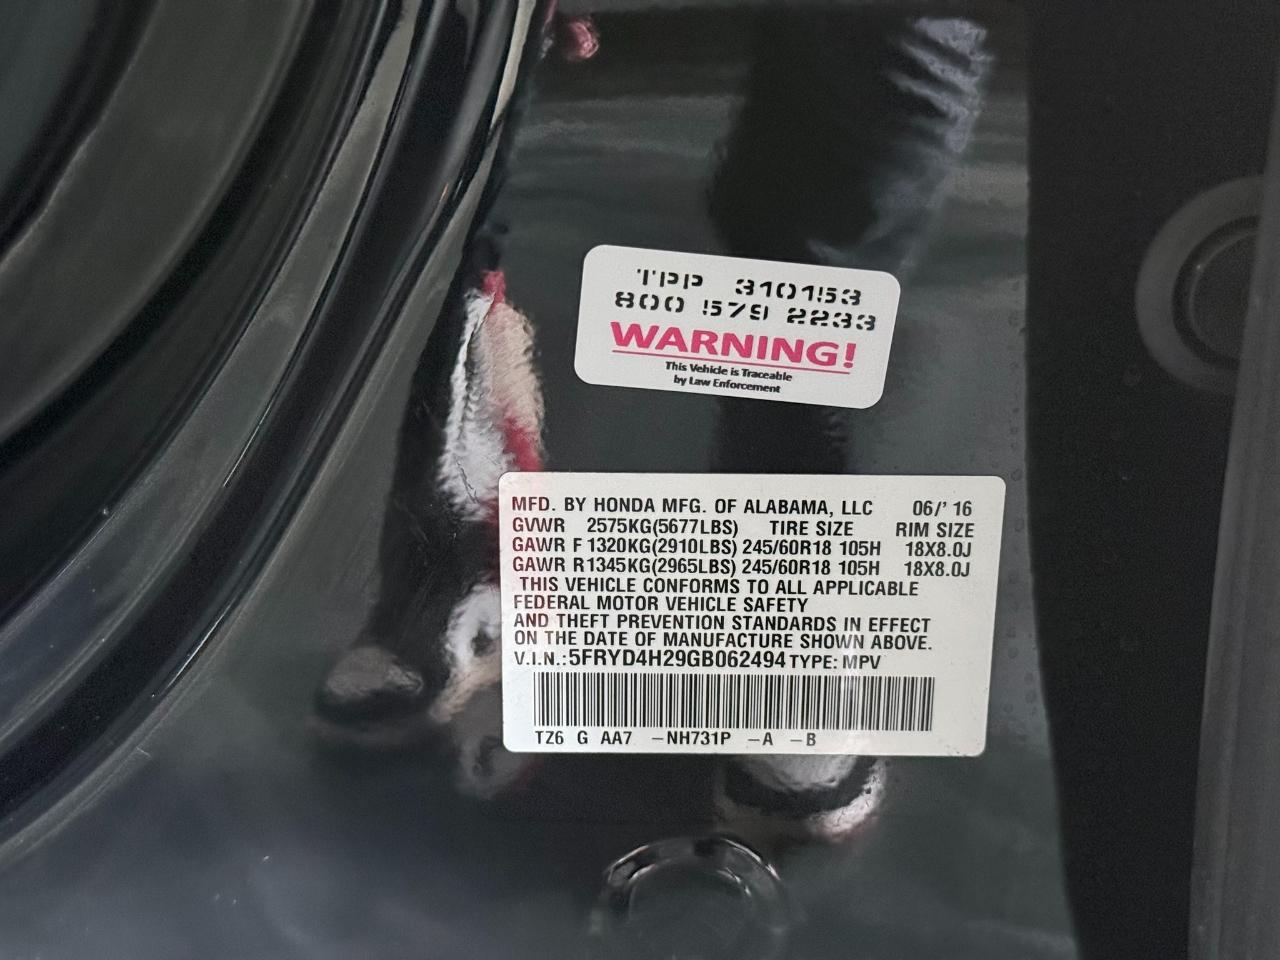 TPP 310153
800 579 2233
WARNING!
This Vehicle is Traceable
by Law Enforcement
MFD. BY HONDA MFG. OF ALABAMA, LLC 06/' 16
GVWR 2575KG(5677LBS) TIRE SIZE RIM SIZE
GAWR F 1320KG(2910LBS) 245/60R18 105H 18X8.0J
GAWR R 1345KG(2965LBS) 245/60R18 105H 18X8.0J
THIS VEHICLE CONFORMS TO ALL APPLICABLE
FEDERAL MOTOR VEHICLE SAFETY
AND THEFT PREVENTION STANDARDS IN EFFECT
ON THE DATE OF MANUFACTURE SHOWN ABOVE.
V.I.N.:5FRYD4H29GB062494 TYPE: MPV
TZ6 G AA7 -NH731P -A -B